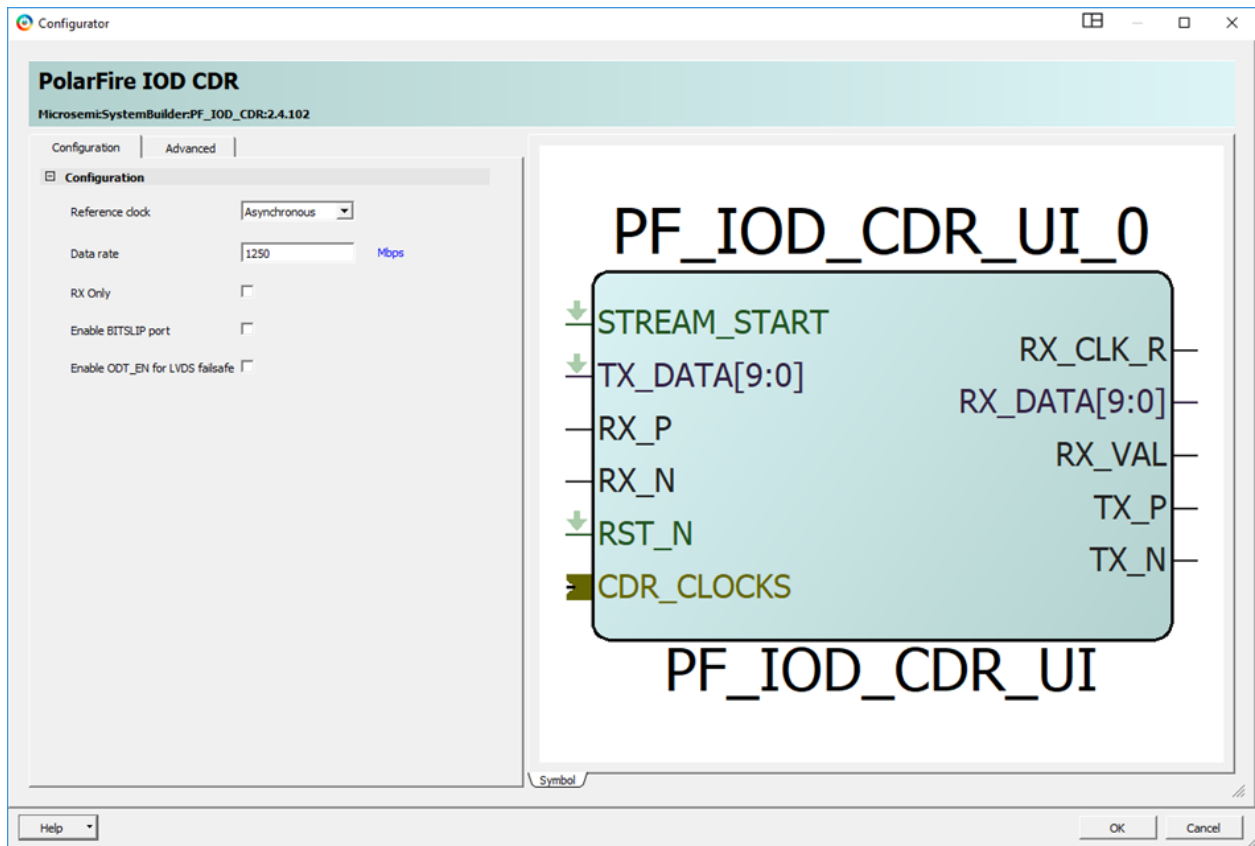 Configurator
PolarFire IOD CDR
Microsemi:SystemBuilder:PF_IOD_CDR:2.4.102
Configuration Advanced
Configuration
Reference clock Asynchronous
Data rate 1250 Mbps
RX Only
Enable BITSLIP port
Enable ODT_EN for LVDS failsafe
PF_IOD_CDR_UI_0
STREAM_START
TX_DATA[9:0]
RX_P
RX_N
RST_N
CDR_CLOCKS
RX_CLK_R
RX_DATA[9:0]
RX_VAL
TX_P
TX_N
PF_IOD_CDR_UI
Symbol
Help OK Cancel